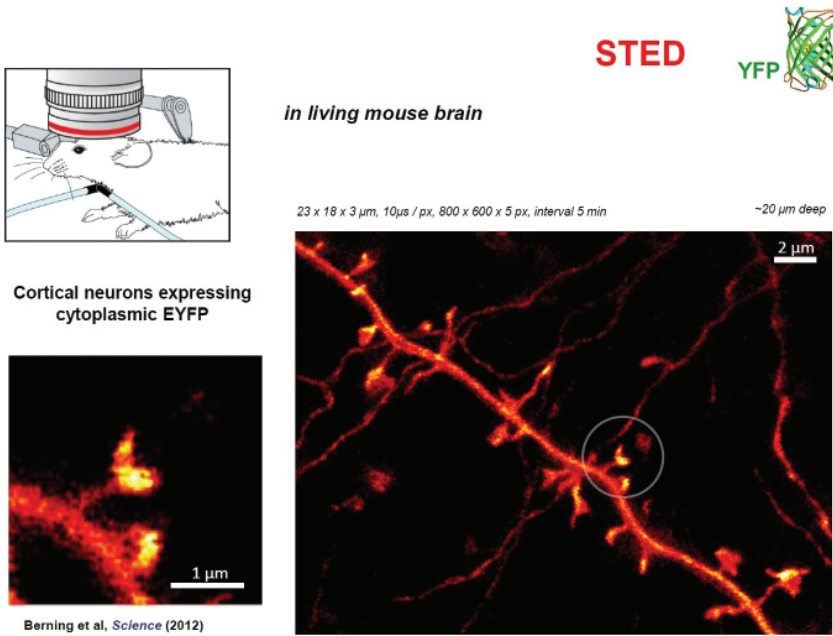 STED
YFP
in living mouse brain
23 x 18 x 3 µm, 10µs / px, 800 x 600 x 5 px, interval 5 min
~20 µm deep
2 µm
Cortical neurons expressing
cytoplasmic EYFP
1 µm
Berning et al, Science (2012)